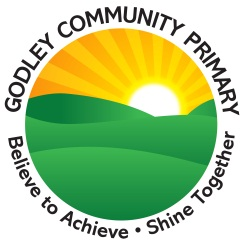 GODLEY COMMUNITY PRIMARY
Believe to Achieve • Shine Together